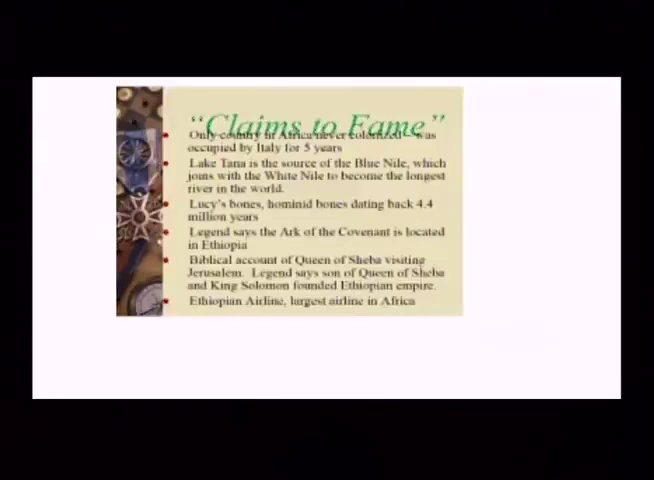 "Claims to Fame"
Only country in Africa never colonized – was
occupied by Italy for 5 years
Lake Tana is the source of the Blue Nile, which
joins with the White Nile to become the longest
river in the world.
Lucy's bones, hominid bones dating back 4.4
million years
Legend says the Ark of the Covenant is located
in Ethiopia
Biblical account of Queen of Sheba visiting
Jerusalem. Legend says son of Queen of Sheba
and King Solomon founded Ethiopian empire.
Ethiopian Airline, largest airline in Africa